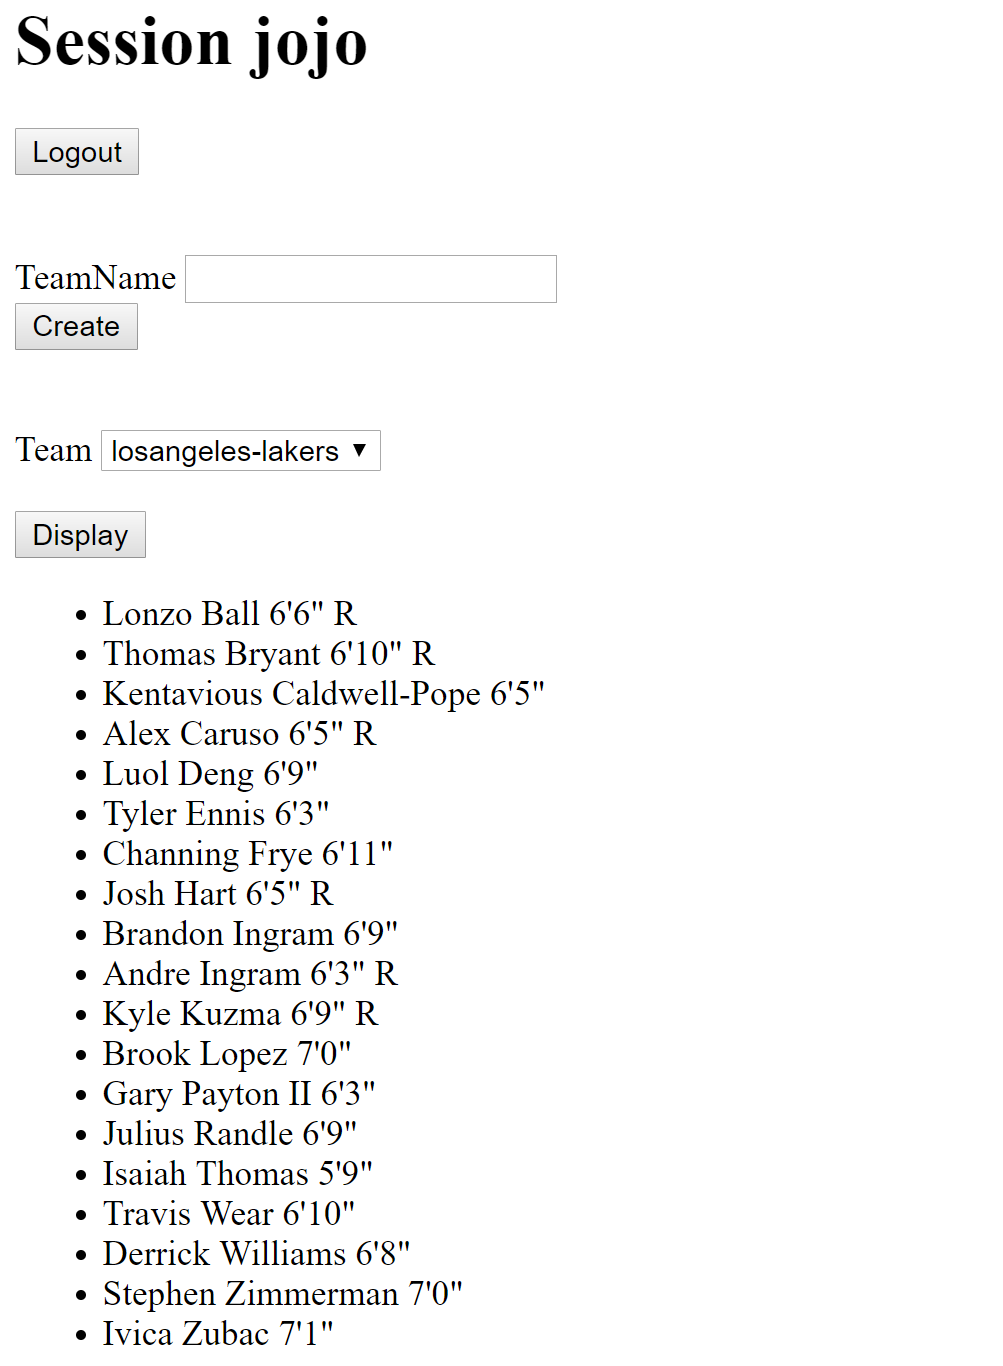 Session jojo
Logout
TeamName
Create
Team losangeles-lakers ▼
Display
• Lonzo Ball 6'6" R
• Thomas Bryant 6'10" R
• Kentavious Caldwell-Pope 6'5"
• Alex Caruso 6'5" R
• Luol Deng 6'9"
• Tyler Ennis 6'3"
• Channing Frye 6'11"
• Josh Hart 6'5" R
• Brandon Ingram 6'9"
• Andre Ingram 6'3" R
• Kyle Kuzma 6'9" R
• Brook Lopez 7'0"
• Gary Payton II 6'3"
• Julius Randle 6'9"
• Isaiah Thomas 5'9"
• Travis Wear 6'10"
• Derrick Williams 6'8"
• Stephen Zimmerman 7'0"
• Ivica Zubac 7'1"